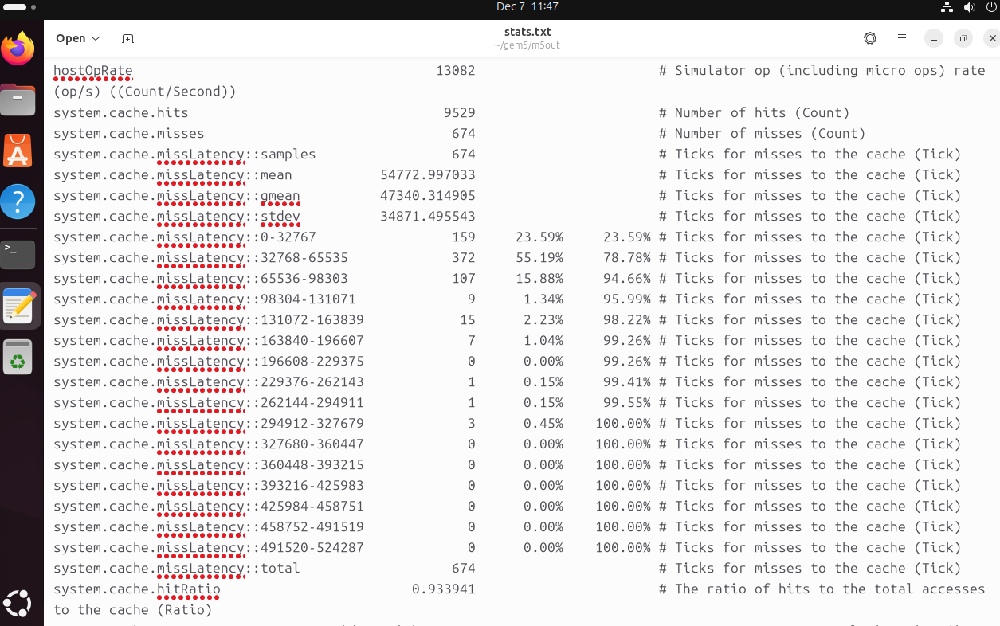 Dec 7 11:47
Open
stats.txt
~/gem5/m5out
hostOpRate 13082 # Simulator op (including micro ops) rate
(op/s) ((Count/Second))
system.cache.hits 9529 # Number of hits (Count)
system.cache.misses 674 # Number of misses (Count)
system.cache.missLatency::samples 674 # Ticks for misses to the cache (Tick)
system.cache.missLatency::mean 54772.997033 # Ticks for misses to the cache (Tick)
system.cache.missLatency::gmean 47340.314905 # Ticks for misses to the cache (Tick)
system.cache.missLatency::stdev 34871.495543 # Ticks for misses to the cache (Tick)
system.cache.missLatency::0-32767 159 23.59% 23.59% # Ticks for misses to the cache (Tick)
system.cache.missLatency::32768-65535 372 55.19% 78.78% # Ticks for misses to the cache (Tick)
system.cache.missLatency::65536-98303 107 15.88% 94.66% # Ticks for misses to the cache (Tick)
system.cache.missLatency::98304-131071 9 1.34% 95.99% # Ticks for misses to the cache (Tick)
system.cache.missLatency::131072-163839 15 2.23% 98.22% # Ticks for misses to the cache (Tick)
system.cache.missLatency::163840-196607 7 1.04% 99.26% # Ticks for misses to the cache (Tick)
system.cache.missLatency::196608-229375 0 0.00% 99.26% # Ticks for misses to the cache (Tick)
system.cache.missLatency::229376-262143 1 0.15% 99.41% # Ticks for misses to the cache (Tick)
system.cache.missLatency::262144-294911 1 0.15% 99.55% # Ticks for misses to the cache (Tick)
system.cache.missLatency::294912-327679 3 0.45% 100.00% # Ticks for misses to the cache (Tick)
system.cache.missLatency::327680-360447 0 0.00% 100.00% # Ticks for misses to the cache (Tick)
system.cache.missLatency::360448-393215 0 0.00% 100.00% # Ticks for misses to the cache (Tick)
system.cache.missLatency::393216-425983 0 0.00% 100.00% # Ticks for misses to the cache (Tick)
system.cache.missLatency::425984-458751 0 0.00% 100.00% # Ticks for misses to the cache (Tick)
system.cache.missLatency::458752-491519 0 0.00% 100.00% # Ticks for misses to the cache (Tick)
system.cache.missLatency::491520-524287 0 0.00% 100.00% # Ticks for misses to the cache (Tick)
system.cache.missLatency::total 674 # Ticks for misses to the cache (Tick)
system.cache.hitRatio 0.933941 # The ratio of hits to the total accesses
to the cache (Ratio)